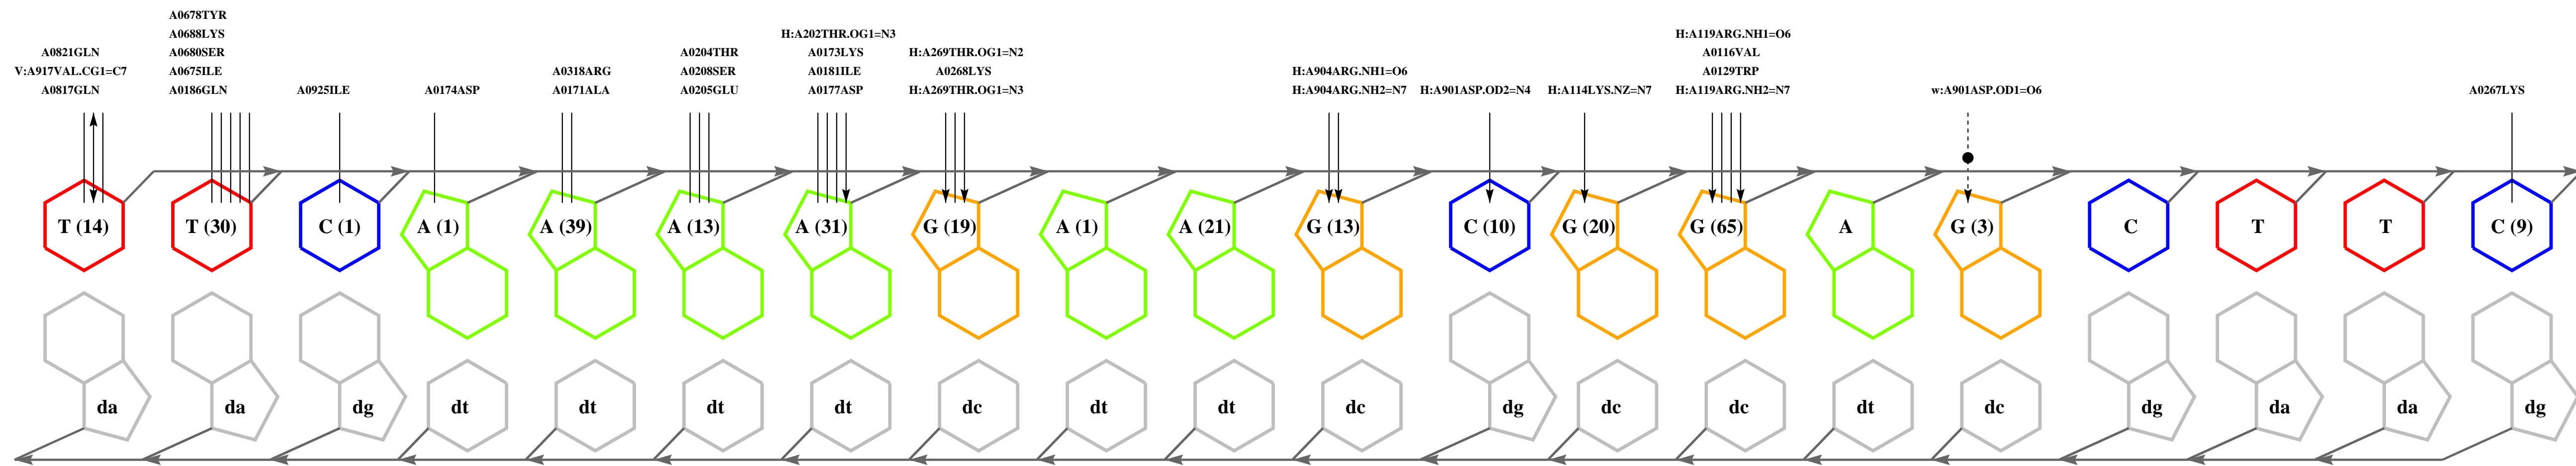 A0678TYR
A0688LYS
H:A202THR.OG1=N3
H:A119ARG.NH1=O6
A0821GLN
A0680SER
A0204THR
A0173LYS
H:A269THR.OG1=N2
A0116VAL
V:A917VAL.CG1=C7
A0675ILE
A0318ARG
A0208SER
A0181ILE
A0268LYS
H:A904ARG.NH1=O6
A0129TRP
A0817GLN
A0186GLN
A0925ILE
A0174ASP
A0171ALA
A0205GLU
A0177ASP
H:A269THR.OG1=N3
H:A904ARG.NH2=N7
H:A901ASP.OD2=N4
H:A114LYS.NZ=N7
H:A119ARG.NH2=N7
w:A901ASP.OD1=O6
A0267LYS
T (14)
T (30)
C (1)
A (1)
A (39)
A (13)
A (31)
G (19)
A (1)
A (21)
G (13)
C (10)
G (20)
G (65)
A
G (3)
C
T
T
C (9)
da
da
dg
dt
dt
dt
dt
dc
dt
dt
dc
dg
dc
dc
dt
dc
dg
da
da
dg